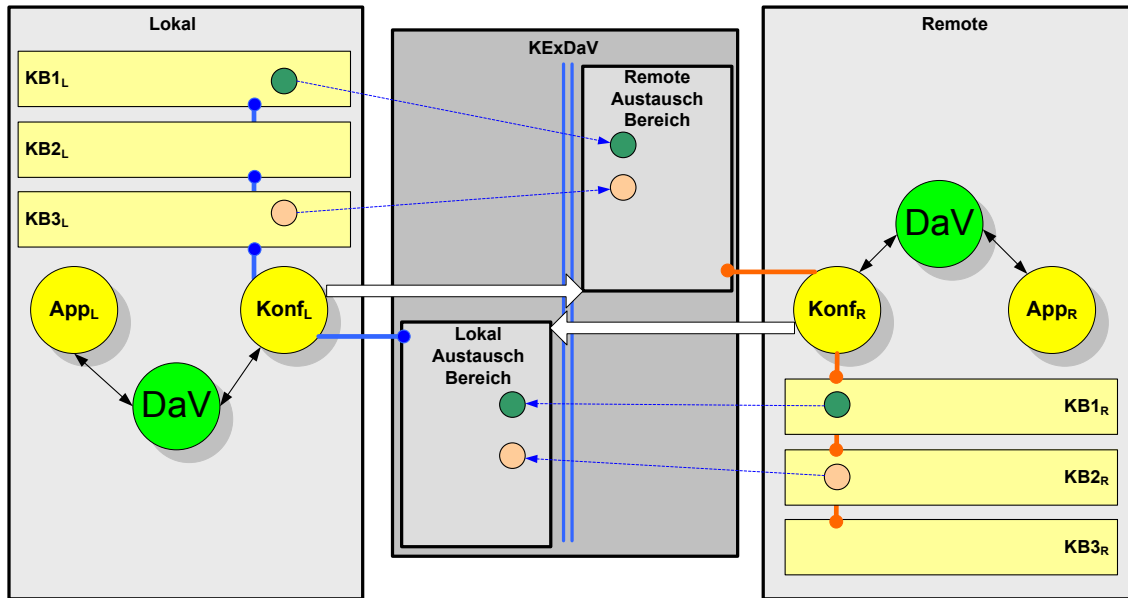 Lokal
KB1L
KB2L
KB3L
AppL
KonfL
DaV
KExDaV
Remote
Austausch
Bereich
Lokal
Austausch
Bereich
Remote
DaV
KonfR
AppR
KB1R
KB2R
KB3R